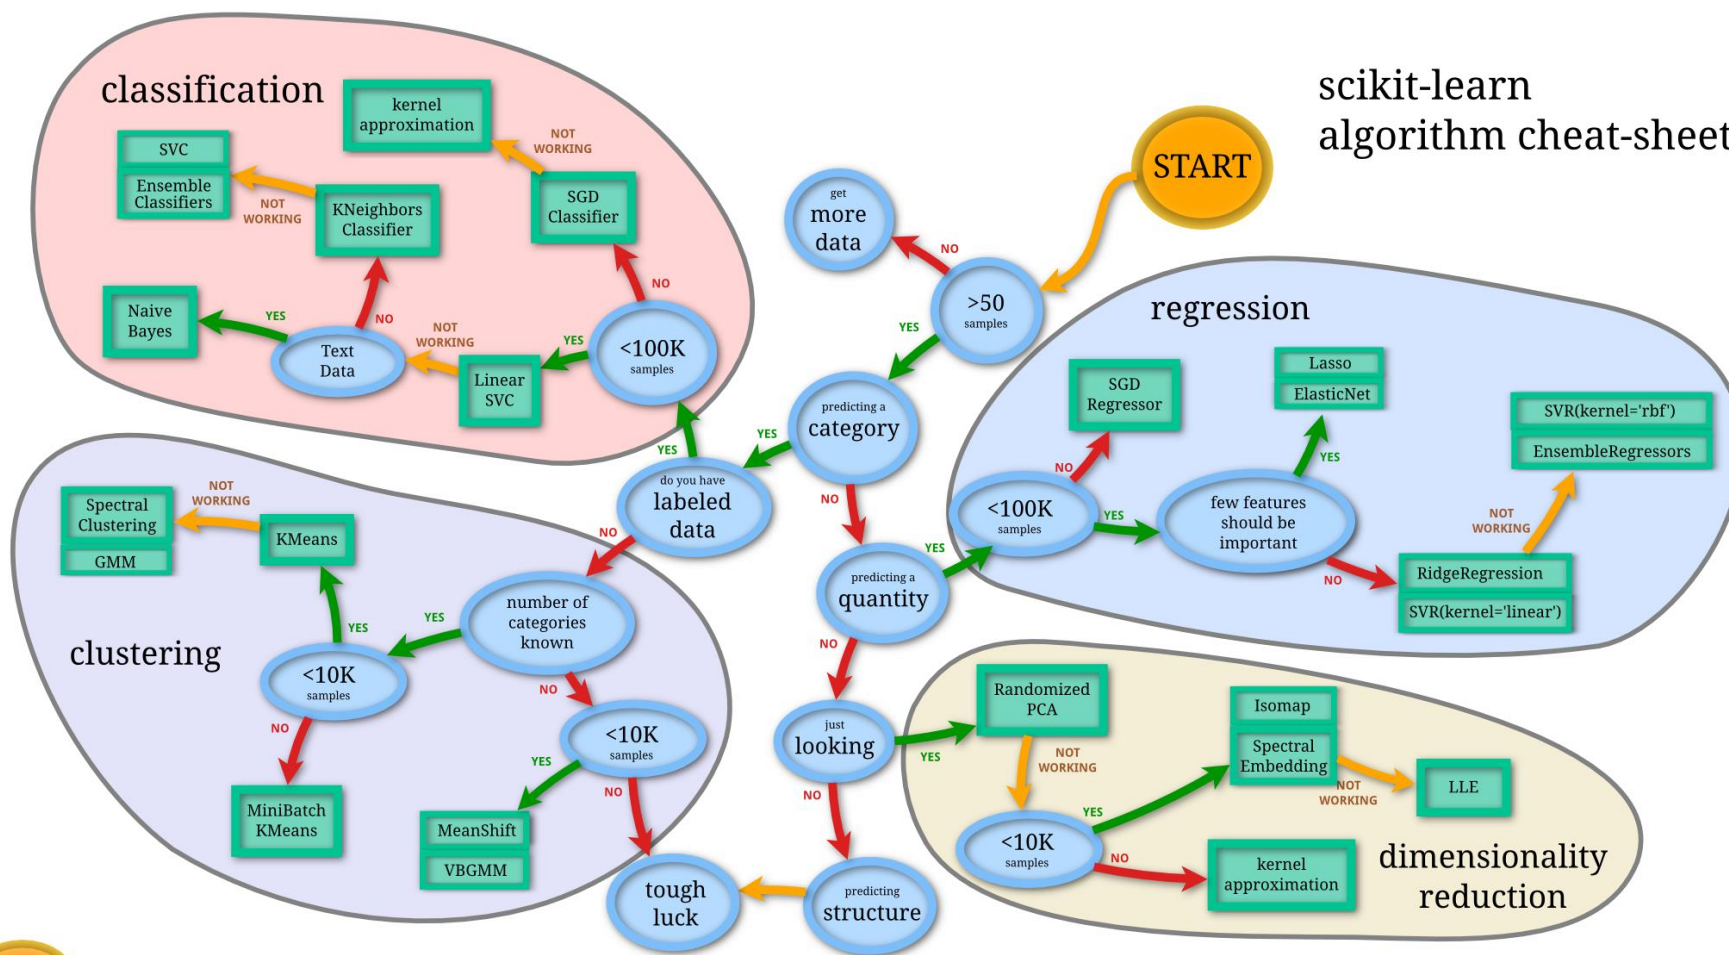 scikit-learn
algorithm cheat-sheet
START
>50
samples
NO
get
more
data
YES
predicting a
category
YES
do you have
labeled
data
YES
classification
<100K
samples
NO
SGD
Classifier
NOT
WORKING
kernel
approximation
YES
Linear
SVC
NOT
WORKING
Text
Data
YES
Naive
Bayes
NO
KNeighbors
Classifier
NOT
WORKING
SVC
Ensemble
Classifiers
NO
clustering
number of
categories
known
YES
<10K
samples
YES
KMeans
NOT
WORKING
Spectral
Clustering
GMM
NO
MiniBatch
KMeans
NO
<10K
samples
YES
MeanShift
VBGMM
NO
tough
luck
NO
predicting a
quantity
YES
regression
<100K
samples
NO
SGD
Regressor
YES
few features
should be
important
YES
Lasso
ElasticNet
NO
RidgeRegression
SVR(kernel='linear')
NOT
WORKING
SVR(kernel='rbf')
EnsembleRegressors
NO
just
looking
YES
dimensionality
reduction
Randomized
PCA
NOT
WORKING
<10K
samples
YES
Isomap
Spectral
Embedding
NOT
WORKING
LLE
NO
kernel
approximation
NO
predicting
structure